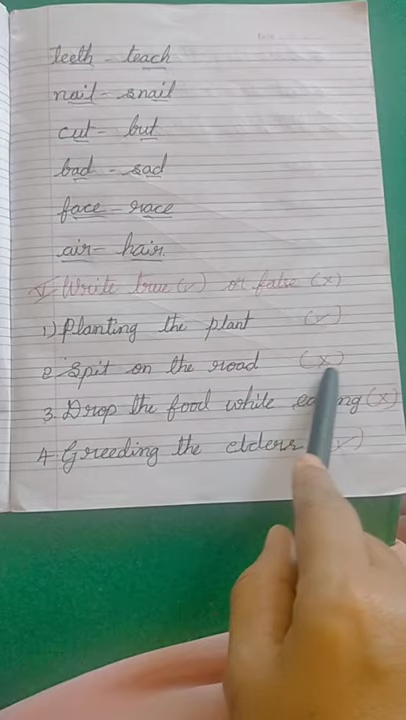 teeth - teach
nail - snail
cut - but
bad - sad
face - race
air - hair.
V Write true (✓) or false (x)
1) Planting the plant (✓)
2 Spit on the road (x)
3. Drop the food while eating (x)
4. Greeding the elders (✓)